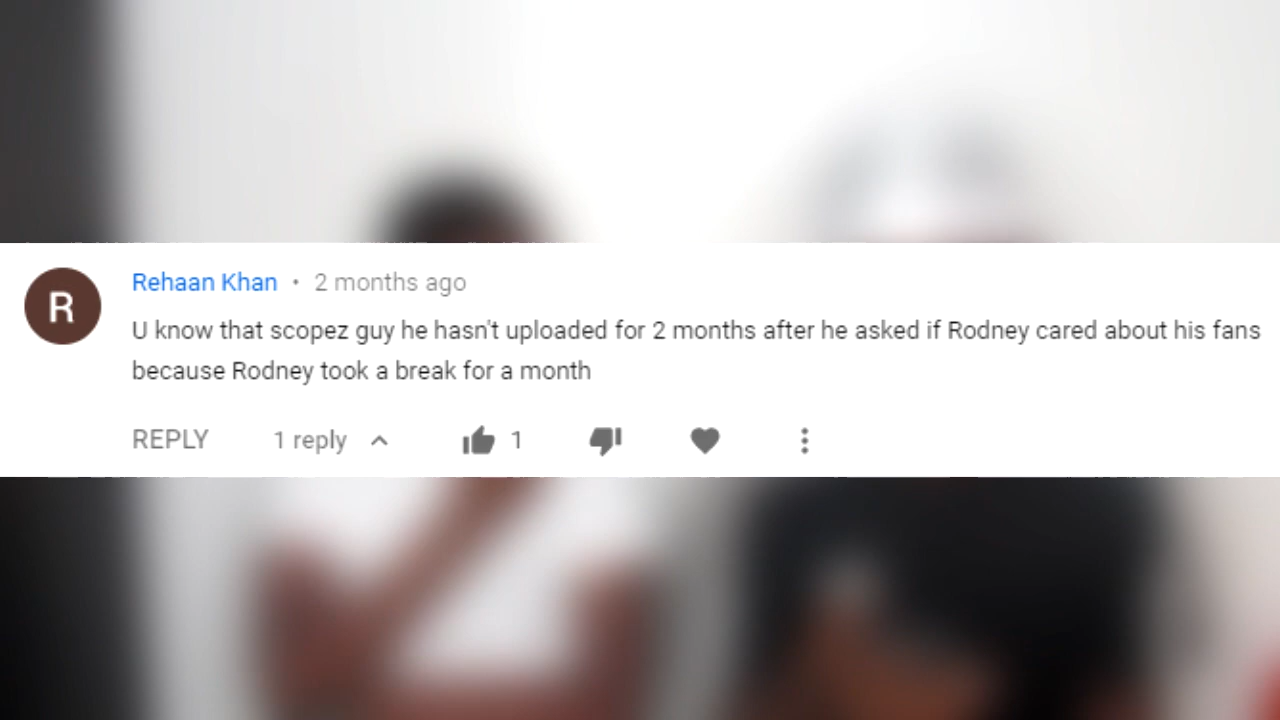 R
Rehaan Khan • 2 months ago
U know that scopez guy he hasn't uploaded for 2 months after he asked if Rodney cared about his fans
because Rodney took a break for a month
REPLY 1 reply 1